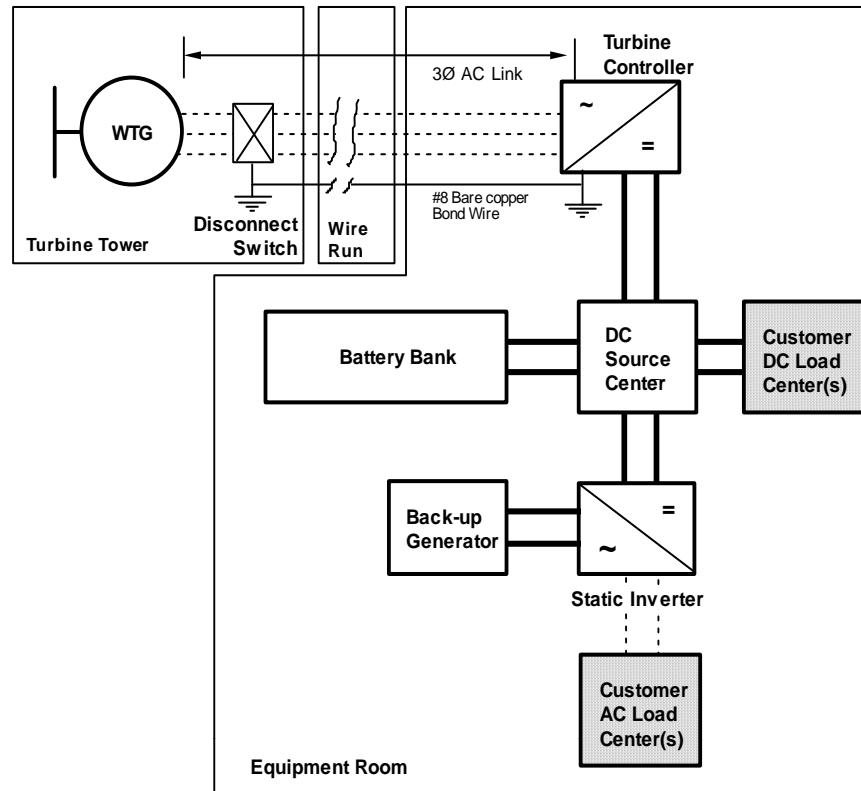 Turbine
Controller
3Ø AC Link
~
=
WTG
#8 Bare copper
Bond Wire
Disconnect
Switch
Wire
Run
Turbine Tower
Battery Bank
DC
Source
Center
Customer
DC Load
Center(s)
Back-up
Generator
=
~
Static Inverter
Customer
AC Load
Center(s)
Equipment Room